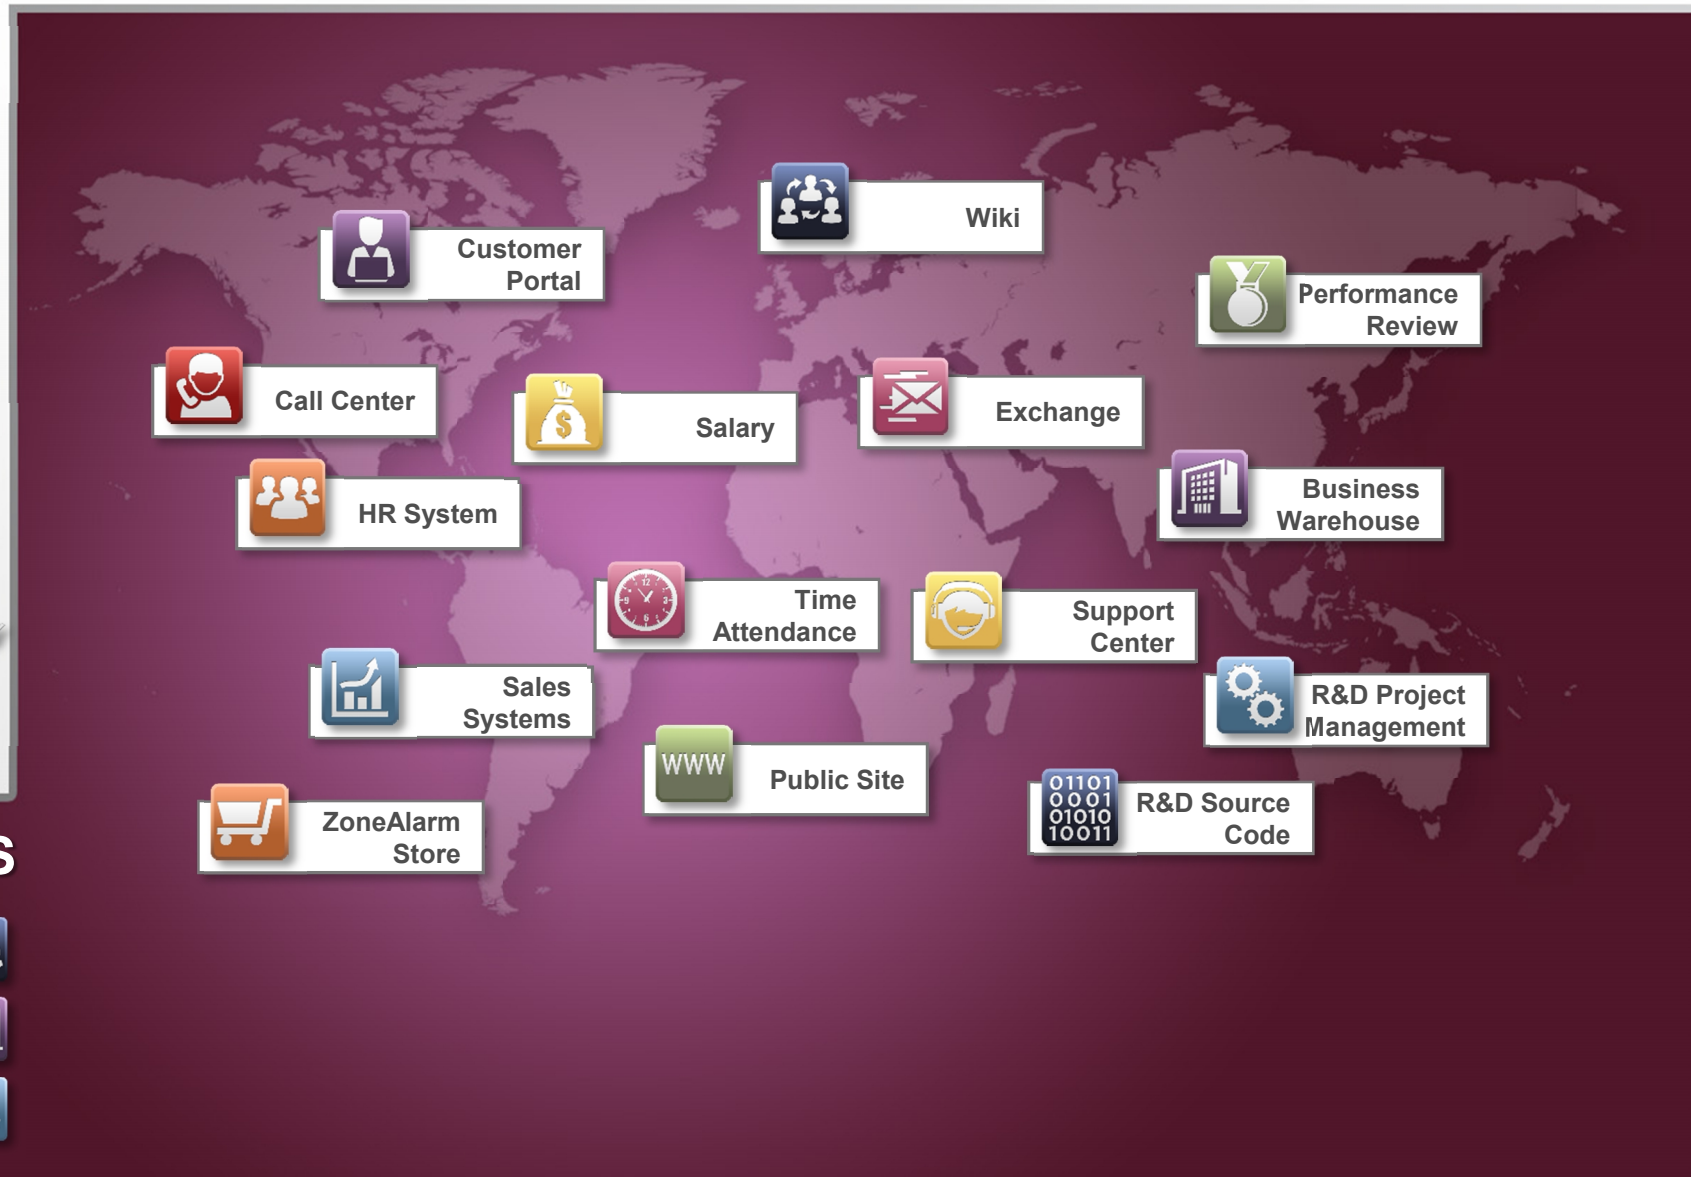 Wiki
Customer
Portal
Performance
Review
Call Center
Salary
Exchange
HR System
Business
Warehouse
Time
Attendance
Support
Center
Sales
Systems
R&D Project
Management
WWW
Public Site
01101
0001
01010
10011
R&D Source
Code
ZoneAlarm
Store
s